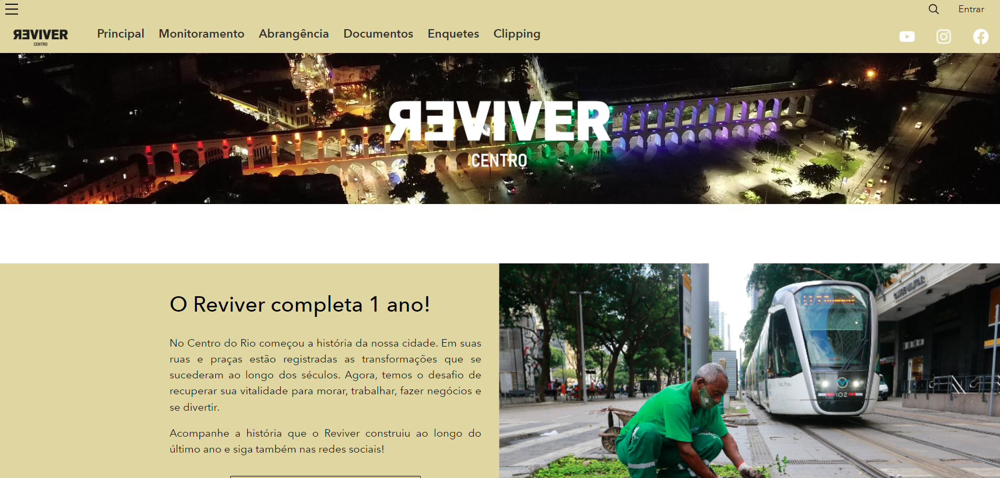 Entrar
ЯƎVIVER
CENTRO
Principal Monitoramento Abrangência Documentos Enquetes Clipping
ЯƎVIVER
CENTRO
O Reviver completa 1 ano!
No Centro do Rio começou a história da nossa cidade. Em suas
ruas e praças estão registradas as transformações que se
sucederam ao longo dos séculos. Agora, temos o desafio de
recuperar sua vitalidade para morar, trabalhar, fazer negócios e
se divertir.
Acompanhe a história que o Reviver construiu ao longo do
último ano e siga também nas redes sociais!
102